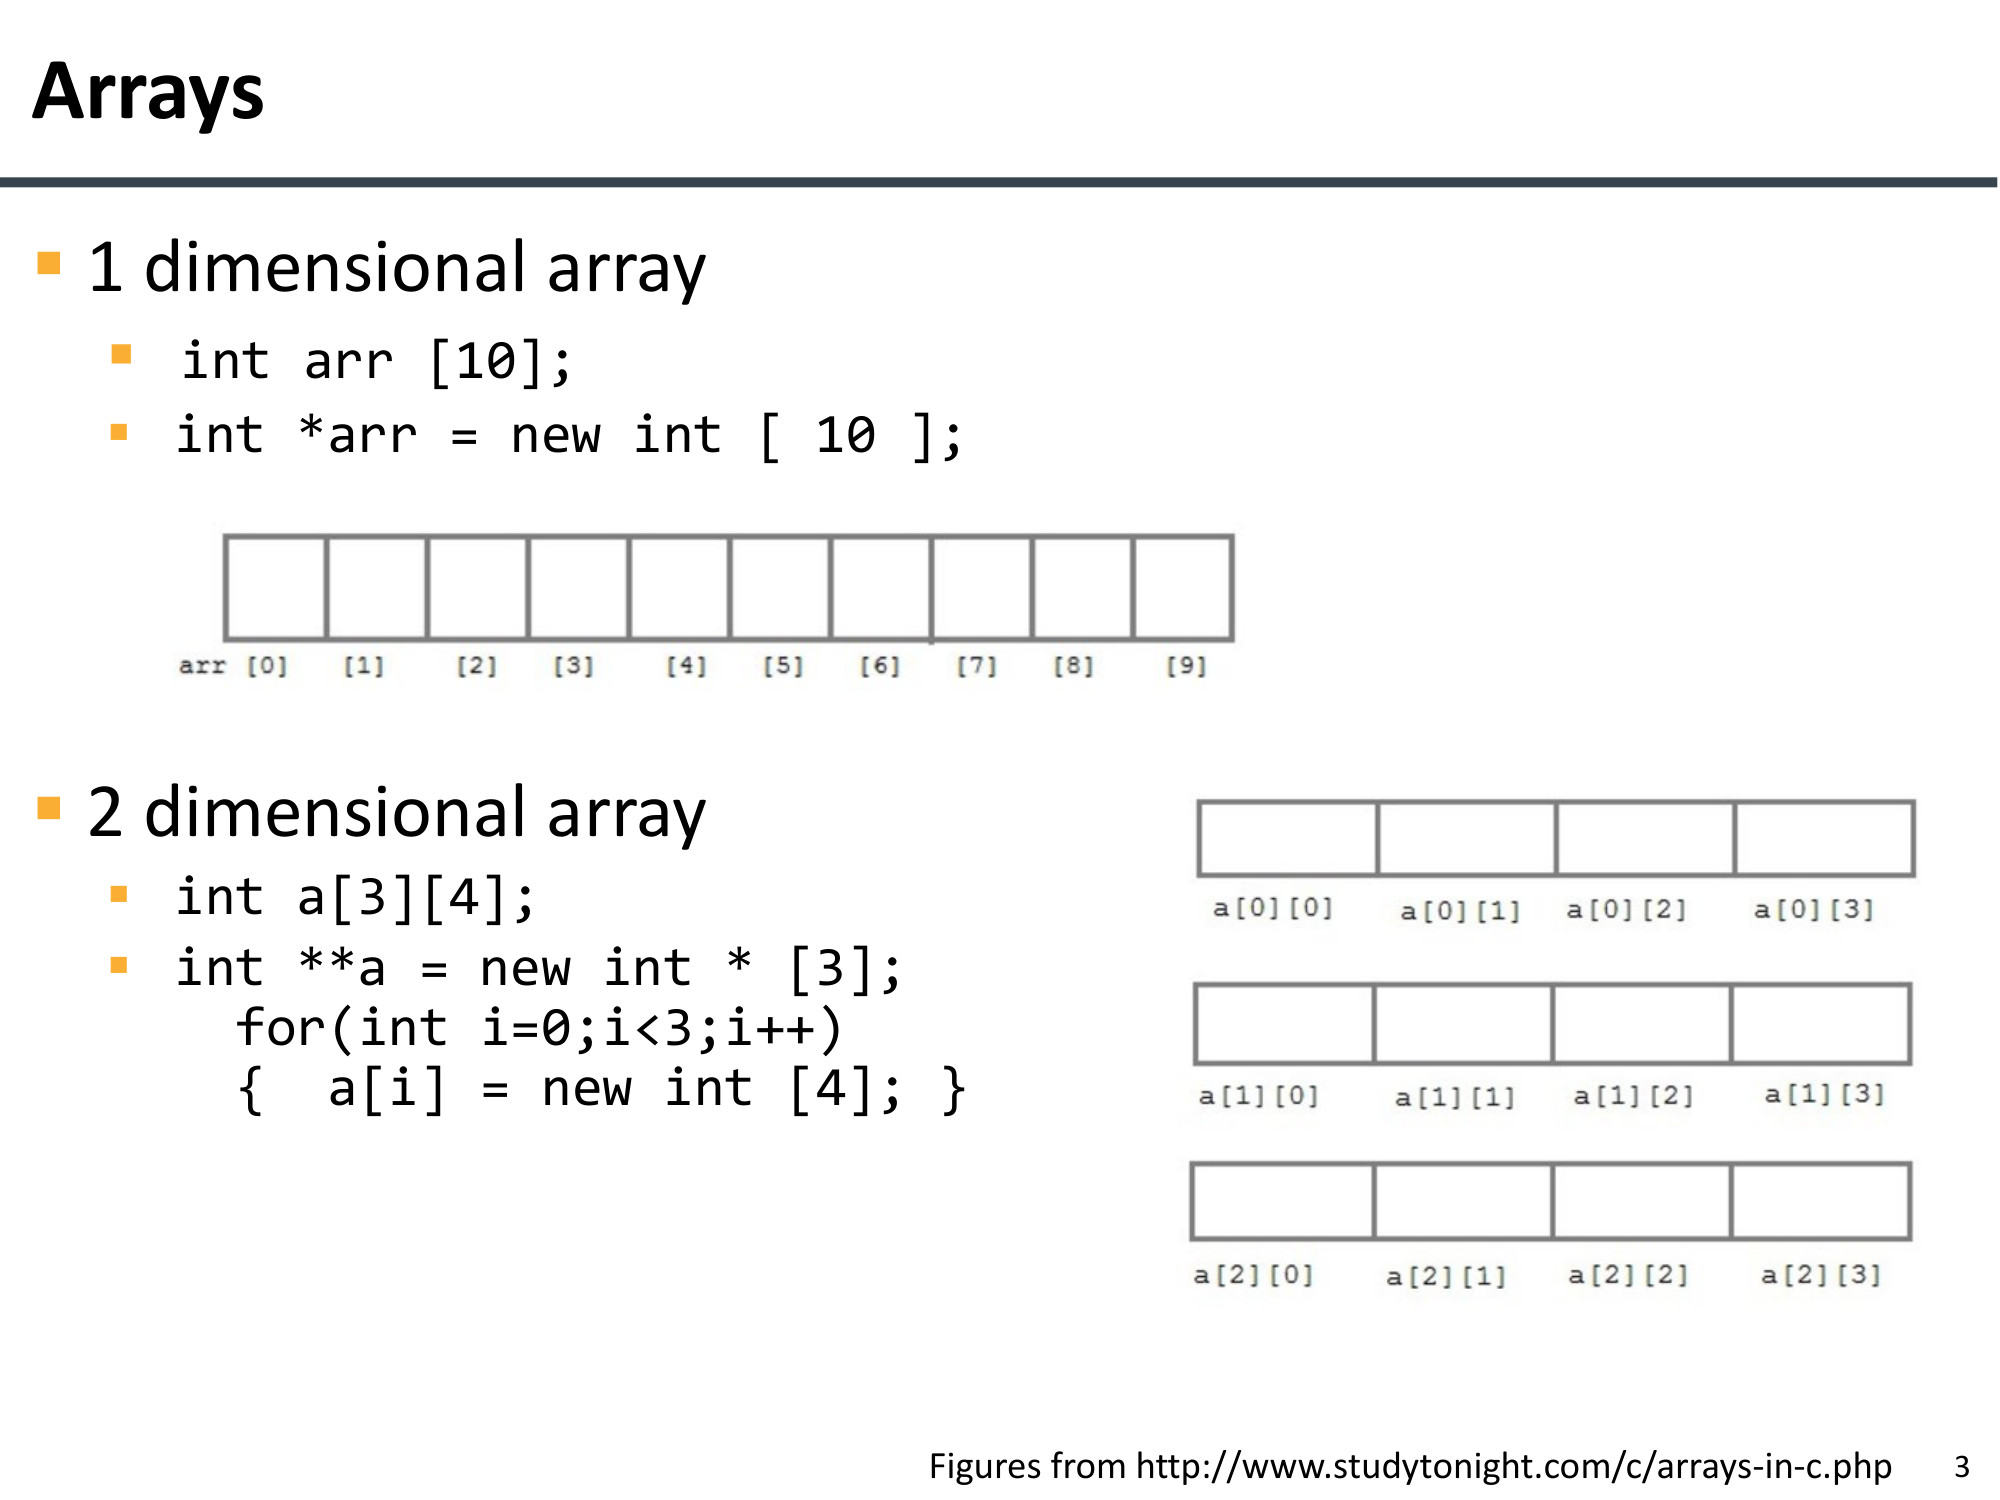 Arrays
1 dimensional array
int arr [10];
int *arr = new int [ 10 ];
arr [0] [1] [2] [3] [4] [5] [6] [7] [8] [9]
2 dimensional array
int a[3][4];
int **a = new int * [3];
for(int i=0;i<3;i++)
{ a[i] = new int [4]; }
a[0][0] a[0][1] a[0][2] a[0][3]
a[1][0] a[1][1] a[1][2] a[1][3]
a[2][0] a[2][1] a[2][2] a[2][3]
Figures from http://www.studytonight.com/c/arrays-in-c.php 3